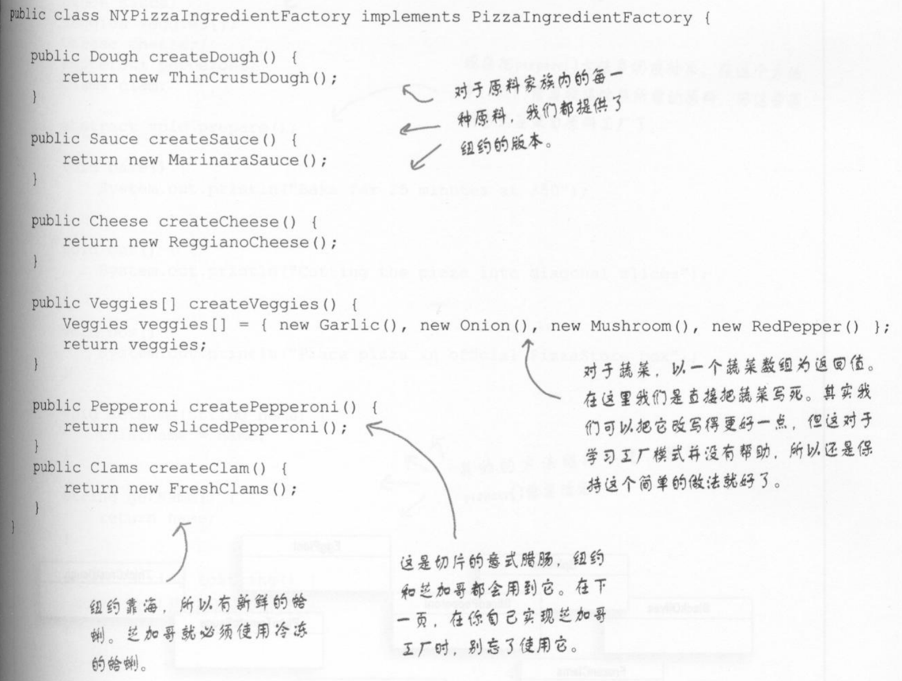 public class NYPizzaIngredientFactory implements PizzaIngredientFactory {
public Dough createDough() {
return new ThinCrustDough();
}
对于原料家族内的每一
种原料，我们都提供了
纽约的版本。
public Sauce createSauce() {
return new MarinaraSauce();
}
public Cheese createCheese() {
return new ReggianoCheese();
}
public Veggies[] createVeggies() {
Veggies veggies[] = { new Garlic(), new Onion(), new Mushroom(), new RedPepper() };
return veggies;
}
对于蔬菜，以一个蔬菜数组为返回值。
在这里我们是直接把蔬菜写死。其实我
们可以把它改写得更好一点，但这对于
学习工厂模式并没有帮助，所以还是保
持这个简单的做法就好了。
public Pepperoni createPepperoni() {
return new SlicedPepperoni();
}
public Clams createClam() {
return new FreshClams();
}
}
这是切片的意式腊肠，纽约
和芝加哥都会用到它。在下
一页，在你自己实现芝加哥
工厂时，别忘了使用它。
纽约靠海，所以有新鲜的蛤
蜊。芝加哥就必须使用冷冻
的蛤蜊。